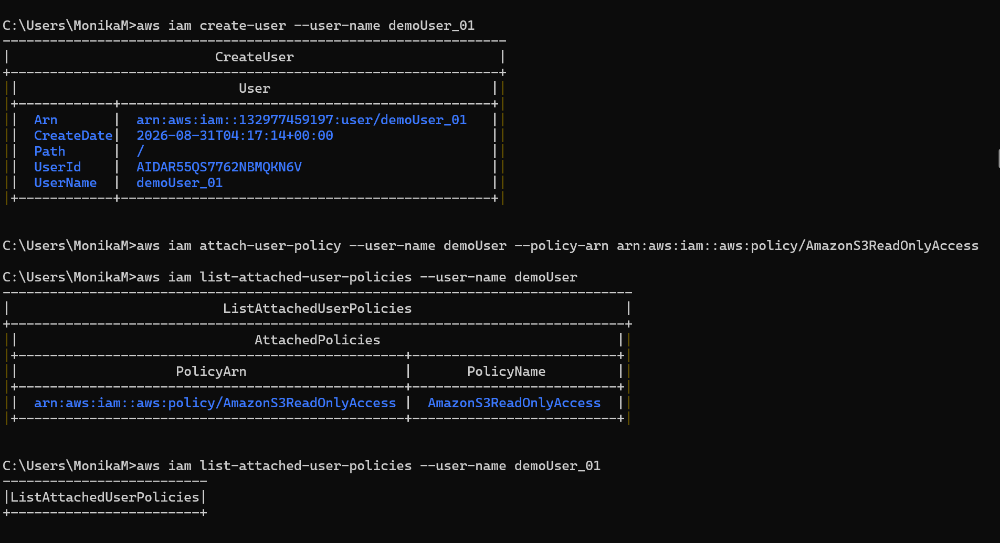 C:\Users\MonikaM>aws iam create-user --user-name demoUser_01
----------------------------------------------------------------
|                          CreateUser                          |
+--------------------------------------------------------------+
||                            User                            ||
|+------------+-----------------------------------------------+|
||  Arn       |  arn:aws:iam::132977459197:user/demoUser_01   ||
||  CreateDate|  2026-08-31T04:17:14+00:00                    ||
||  Path      |  /                                            ||
||  UserId    |  AIDAR55QS7762NBMQKN6V                        ||
||  UserName  |  demoUser_01                                  ||
|+------------+-----------------------------------------------+|
C:\Users\MonikaM>aws iam attach-user-policy --user-name demoUser --policy-arn arn:aws:iam::aws:policy/AmazonS3ReadOnlyAccess
C:\Users\MonikaM>aws iam list-attached-user-policies --user-name demoUser
--------------------------------------------------------------------------------
|                           ListAttachedUserPolicies                           |
+------------------------------------------------------------------------------+
||                              AttachedPolicies                              ||
|+-------------------------------------------------+--------------------------+|
||                    PolicyArn                    |       PolicyName         ||
|+-------------------------------------------------+--------------------------+|
||  arn:aws:iam::aws:policy/AmazonS3ReadOnlyAccess |  AmazonS3ReadOnlyAccess  ||
|+-------------------------------------------------+--------------------------+|
C:\Users\MonikaM>aws iam list-attached-user-policies --user-name demoUser_01
--------------------------
|ListAttachedUserPolicies|
+------------------------+